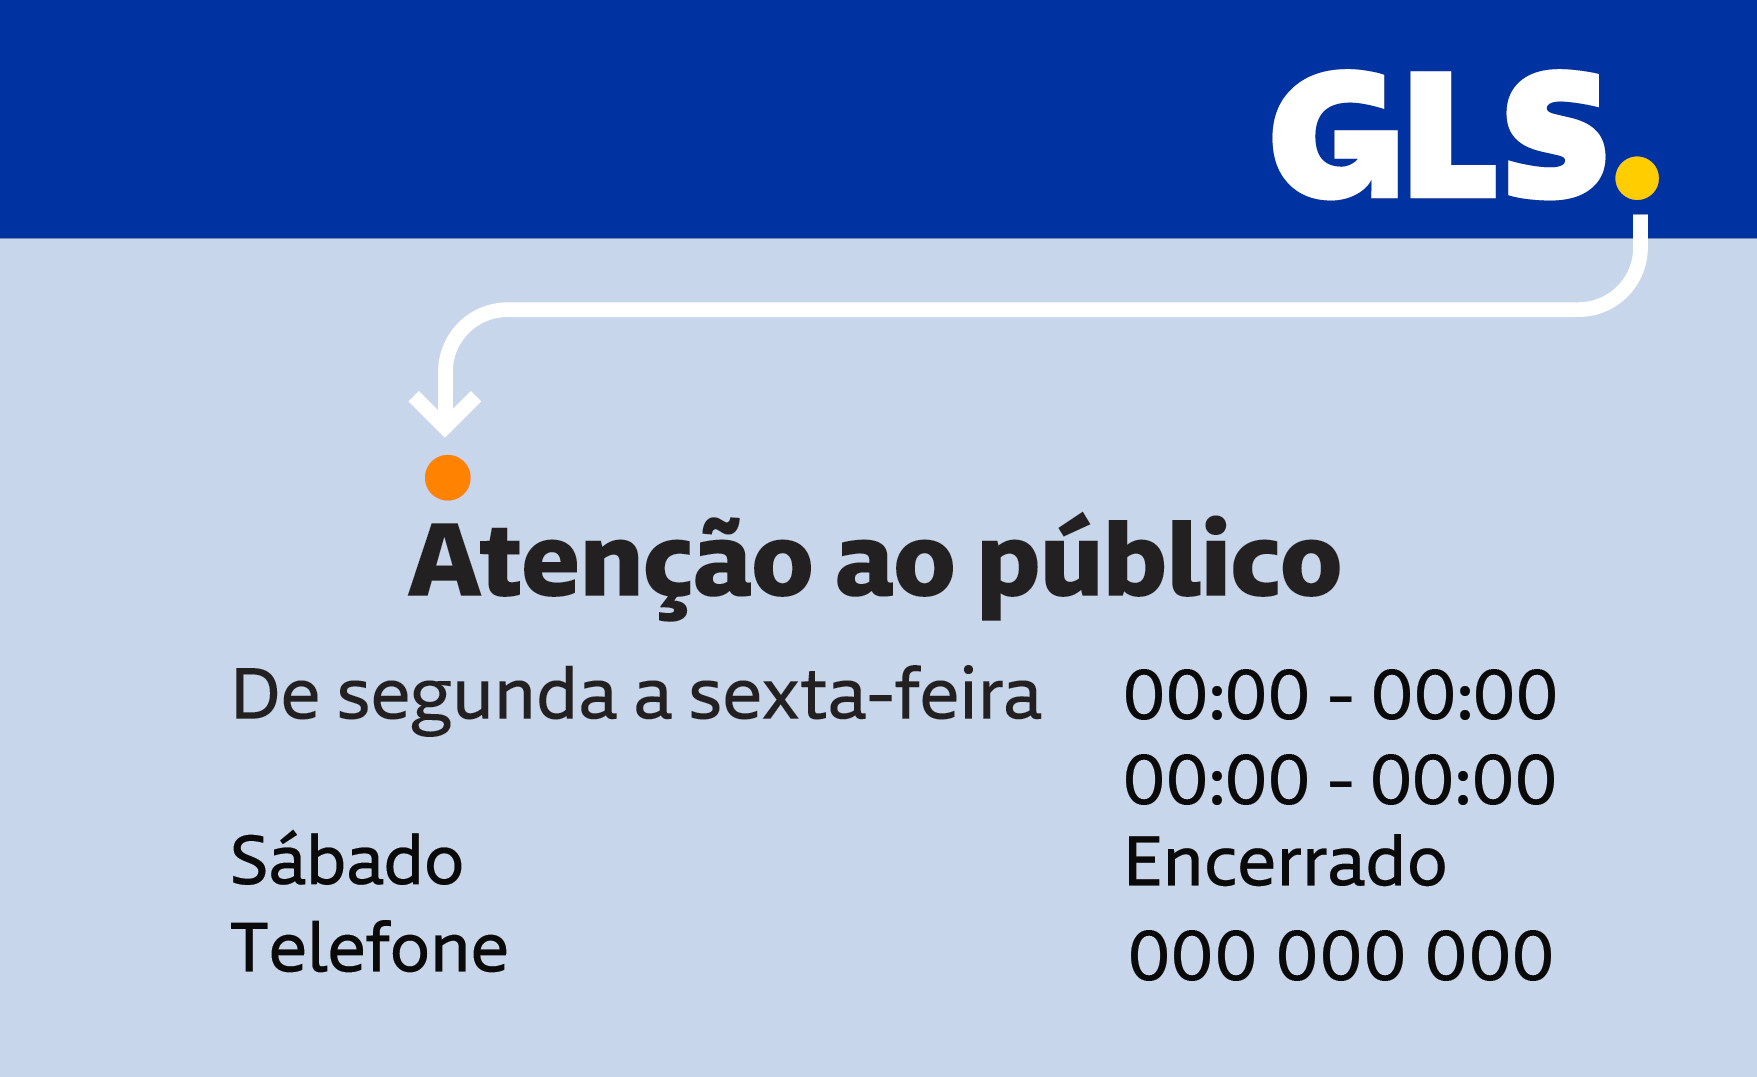 GLS.
Atenção ao público
De segunda a sexta-feira 00:00 - 00:00
00:00 - 00:00
Sábado Encerrado
Telefone 000 000 000